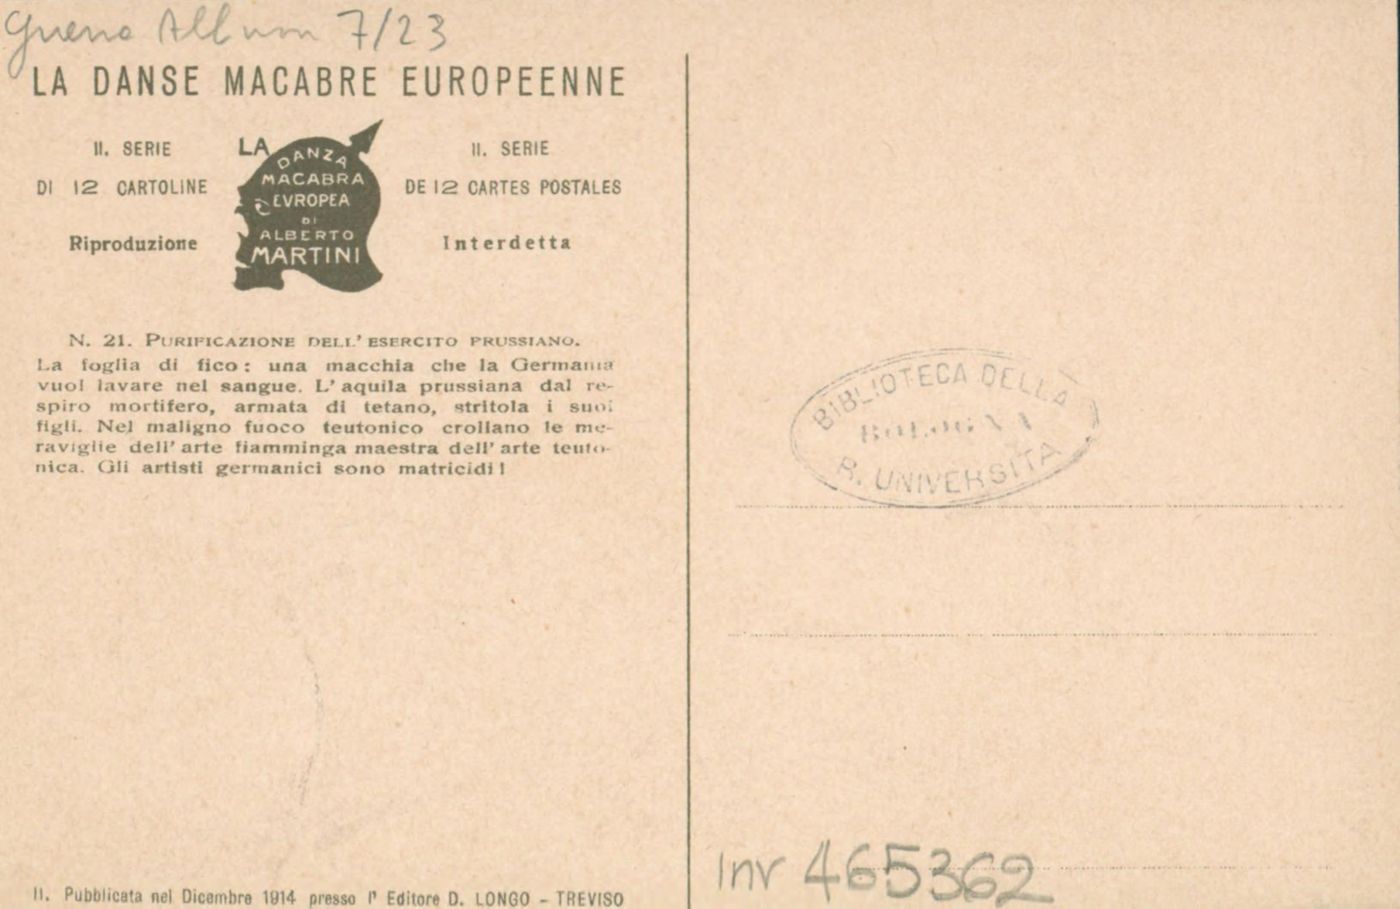 Guerra Album 7/23
LA DANSE MACABRE EUROPEENNE
II. SERIE
DI 12 CARTOLINE
Riproduzione
LA
DANZA
MACABRA
EVROPEA
DI
ALBERTO
MARTINI
II. SERIE
DE 12 CARTES POSTALES
Interdetta
N. 21. PURIFICAZIONE DELL' ESERCITO PRUSSIANO.
La foglia di fico: una macchia che la Germania
vuol lavare nel sangue. L' aquila prussiana dal re-
spiro mortifero, armata di tetano, stritola i suoi
figli. Nel maligno fuoco teutonico crollano le me-
raviglie dell' arte fiamminga maestra dell' arte teuto-
nica. Gli artisti germanici sono matricidi!
II. Pubblicata nel Dicembre 1914 presso l' Editore D. LONGO - TREVISO
BIBLIOTECA DELLA
BOLOGNA
R. UNIVERSITÀ
Inv 465362